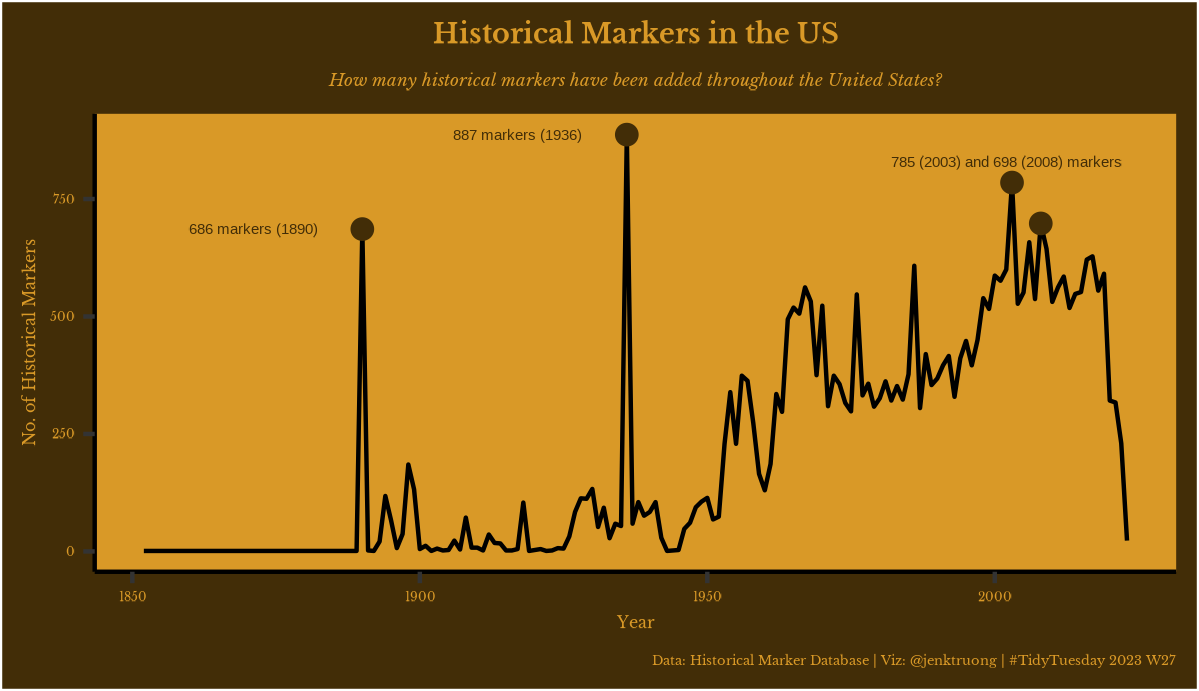 Historical Markers in the US
How many historical markers have been added throughout the United States?
887 markers (1936)
785 (2003) and 698 (2008) markers
686 markers (1890)
No. of Historical Markers
750
500
250
0
1850
1900
1950
2000
Year
Data: Historical Marker Database | Viz: @jenktruong | #TidyTuesday 2023 W27